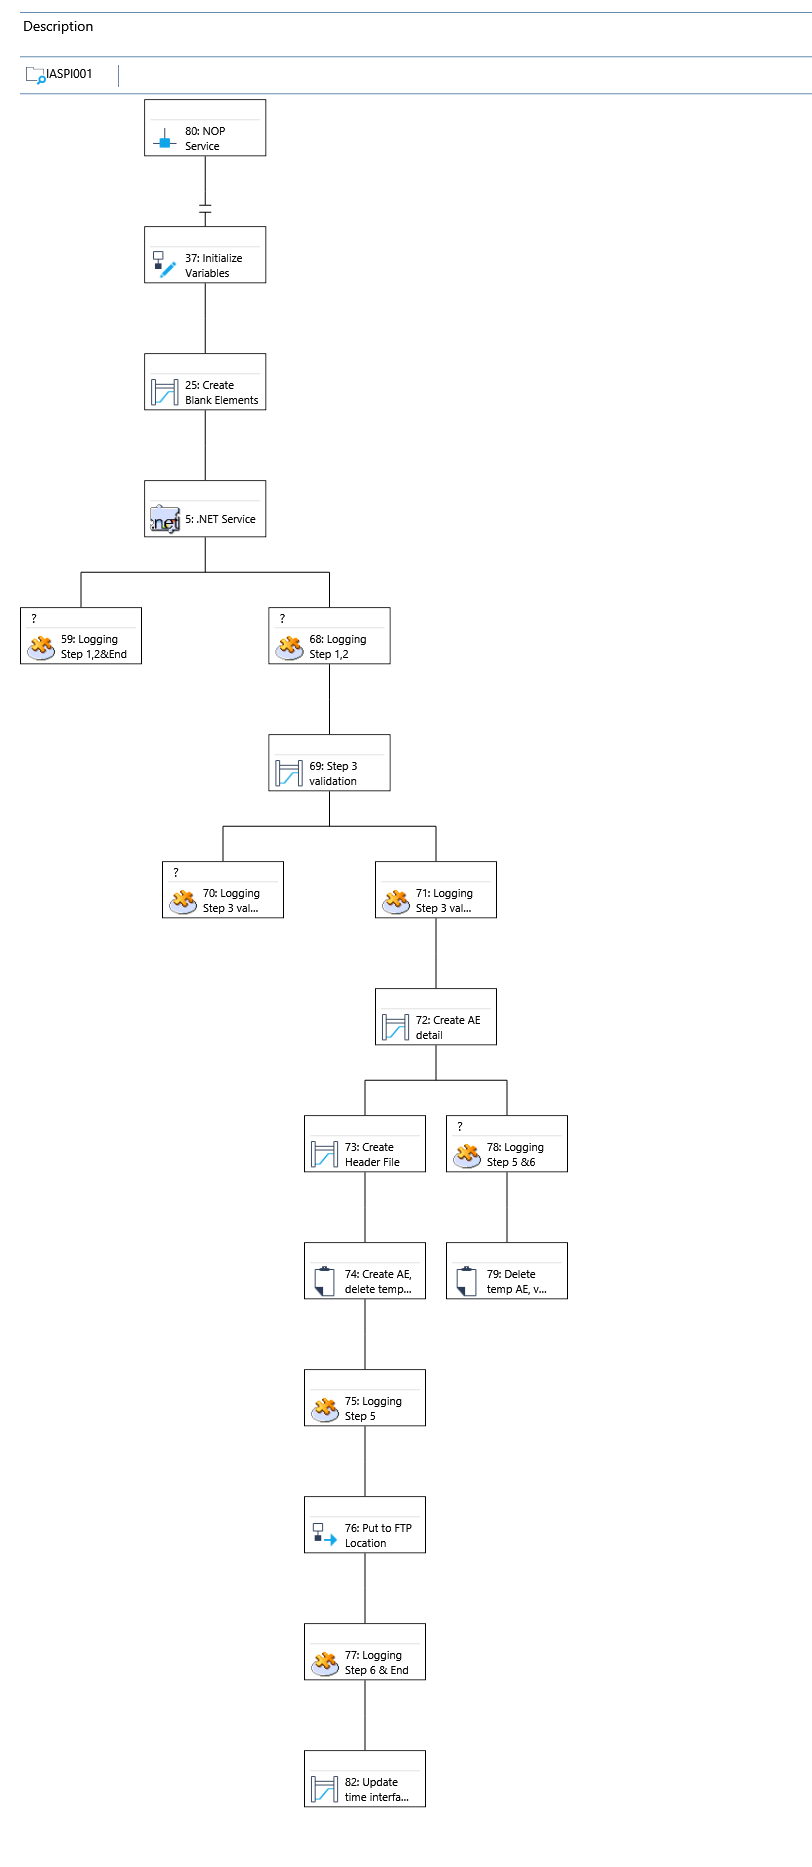 Description
IASPI001
80: NOP
Service
37: Initialize
Variables
25: Create
Blank Elements
.net
5: .NET Service
?
59: Logging
Step 1,2&End
?
68: Logging
Step 1,2
69: Step 3
validation
?
70: Logging
Step 3 val...
71: Logging
Step 3 val...
72: Create AE
detail
73: Create
Header File
?
78: Logging
Step 5 &6
74: Create AE,
delete temp...
79: Delete
temp AE, v...
75: Logging
Step 5
76: Put to FTP
Location
77: Logging
Step 6 & End
82: Update
time interfa...